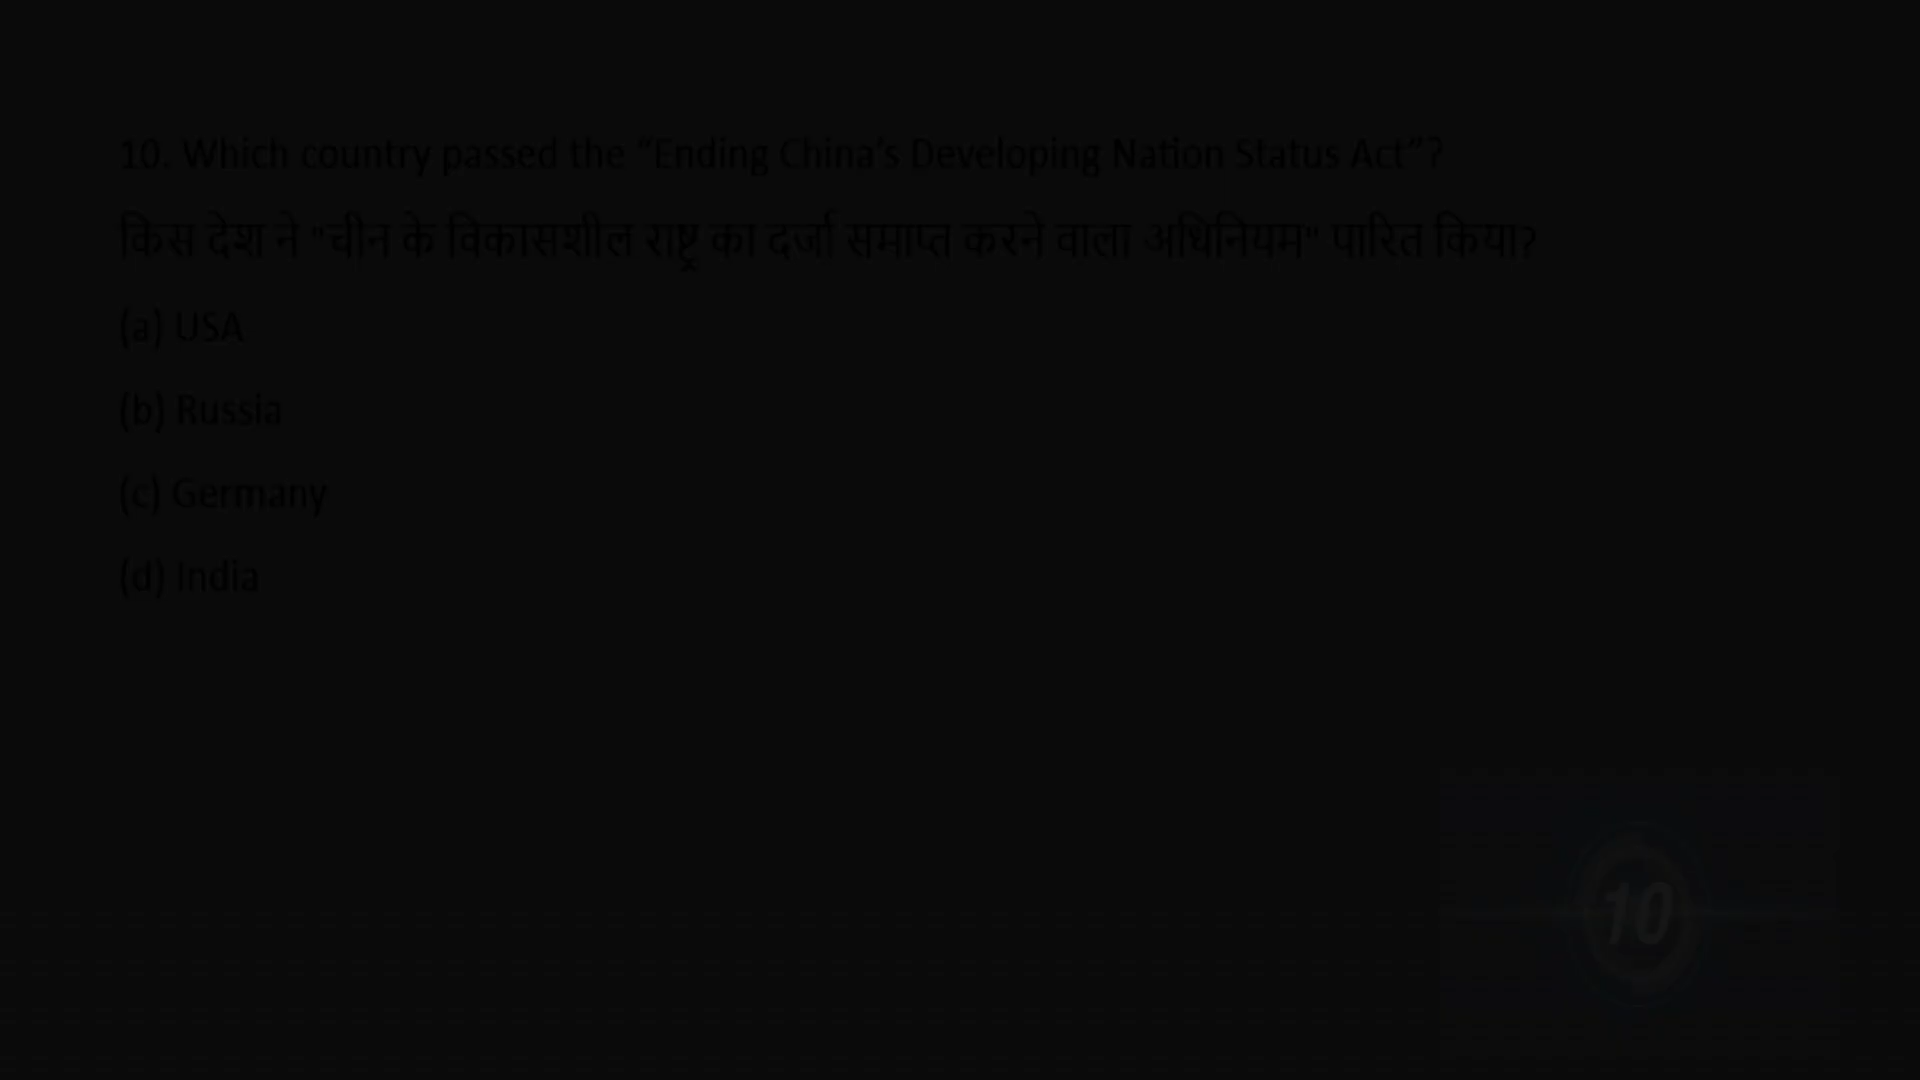 10. Which country passed the “Ending China’s Developing Nation Status Act”?
किस देश ने "चीन के विकासशील राष्ट्र का दर्जा समाप्त करने वाला अधिनियम" पारित किया?
(a) USA
(b) Russia
(c) Germany
(d) India
10